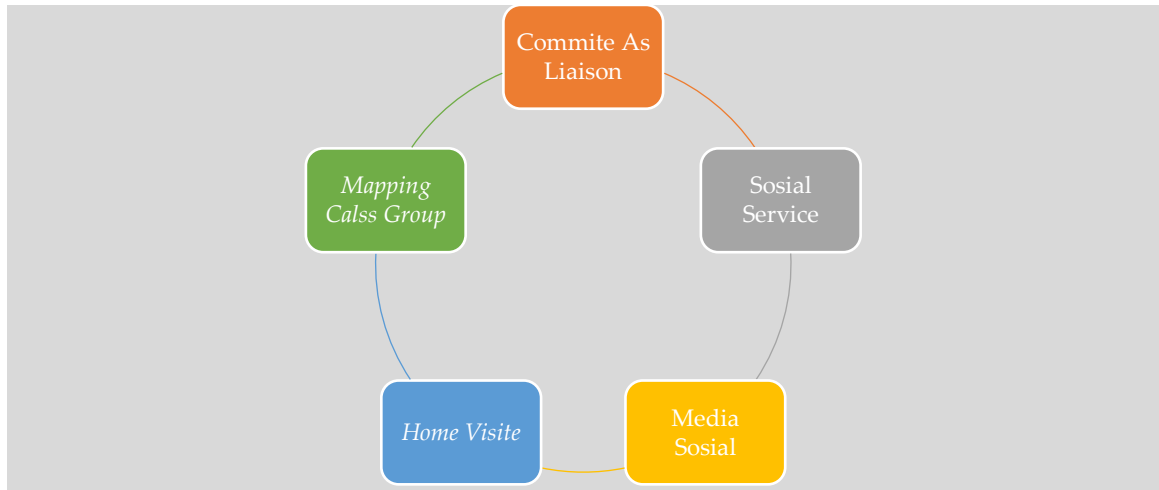 Commite As
Liaison
Sosial
Service
Media
Sosial
Home Visite
Mapping
Calss Group